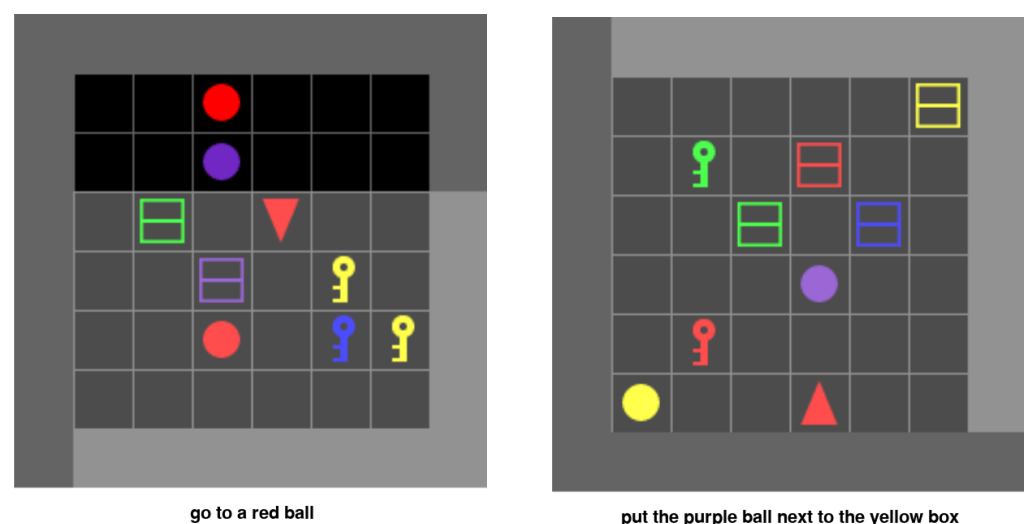 go to a red ball
put the purple ball next to the yellow box